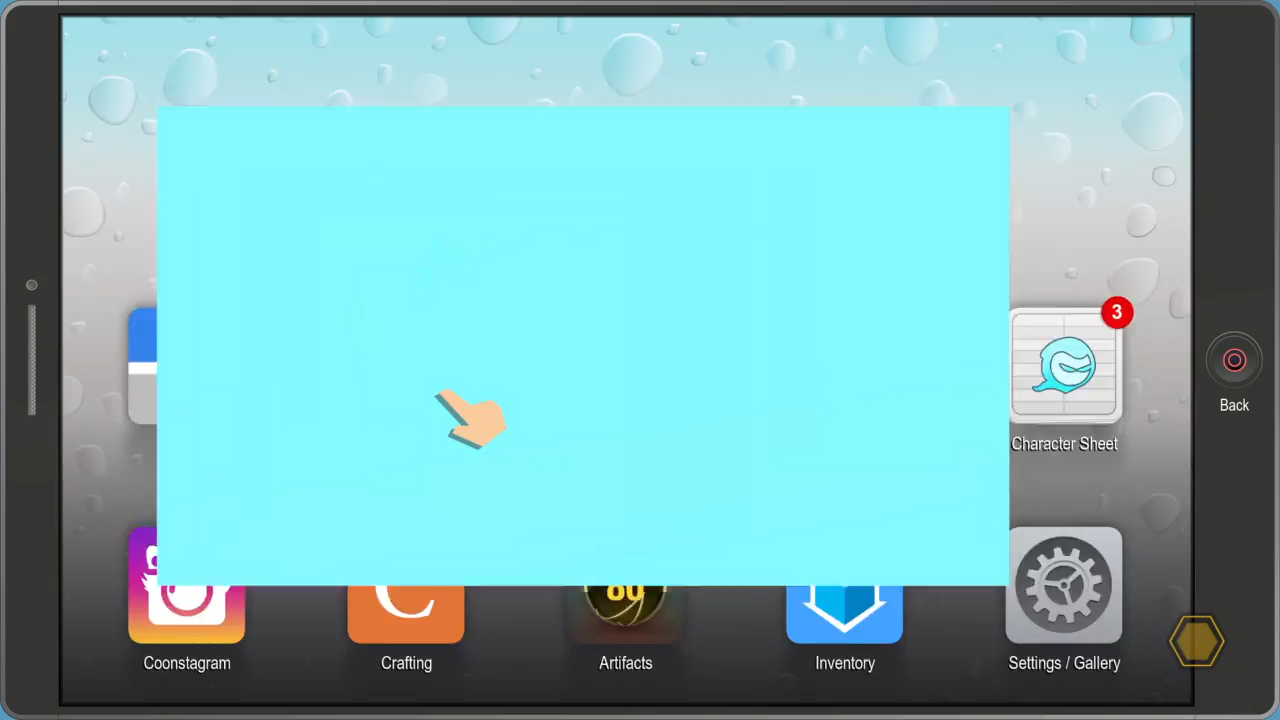 3
Back
Character Sheet
C
Coonstagram
Crafting
Artifacts
Inventory
Settings / Gallery